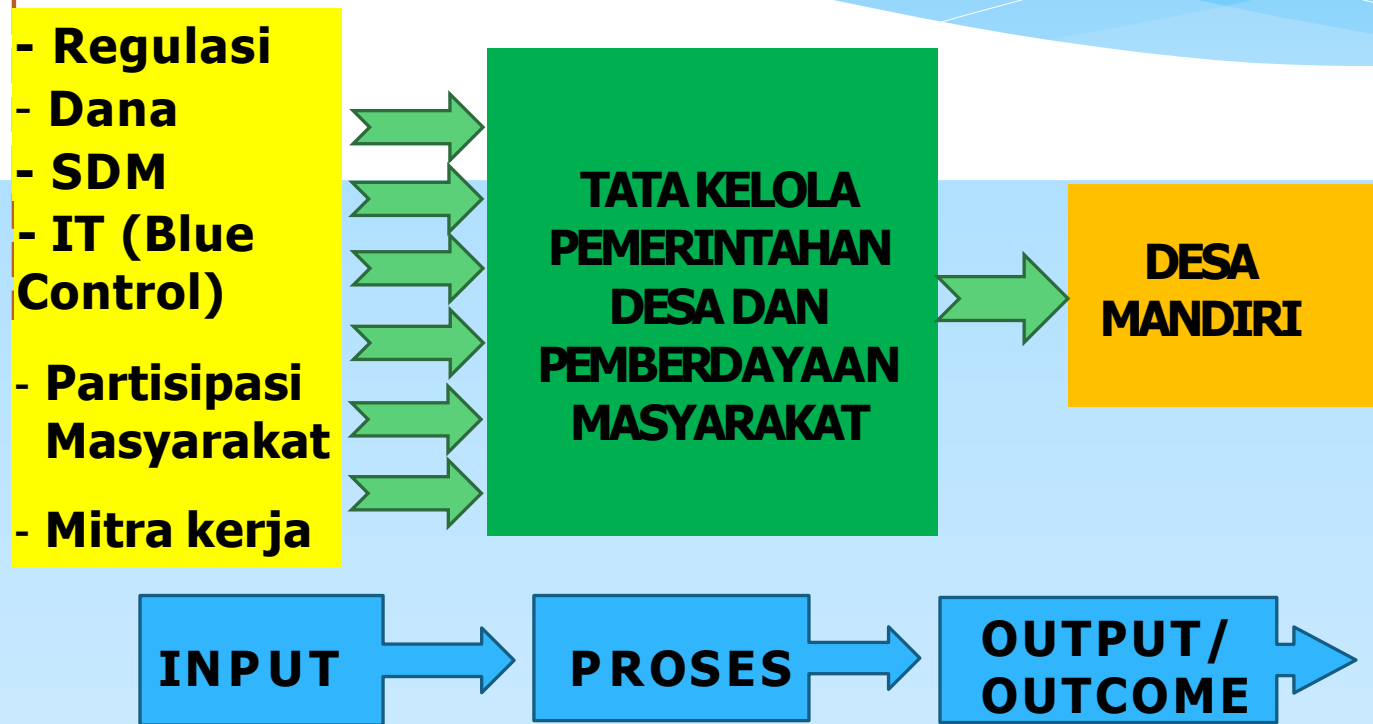 - Regulasi
- Dana
- SDM
- IT (Blue
Control)
- Partisipasi
Masyarakat
- Mitra kerja
TATA KELOLA
PEMERINTAHAN
DESA DAN
PEMBERDAYAAN
MASYARAKAT
DESA
MANDIRI
INPUT
PROSES
OUTPUT/
OUTCOME